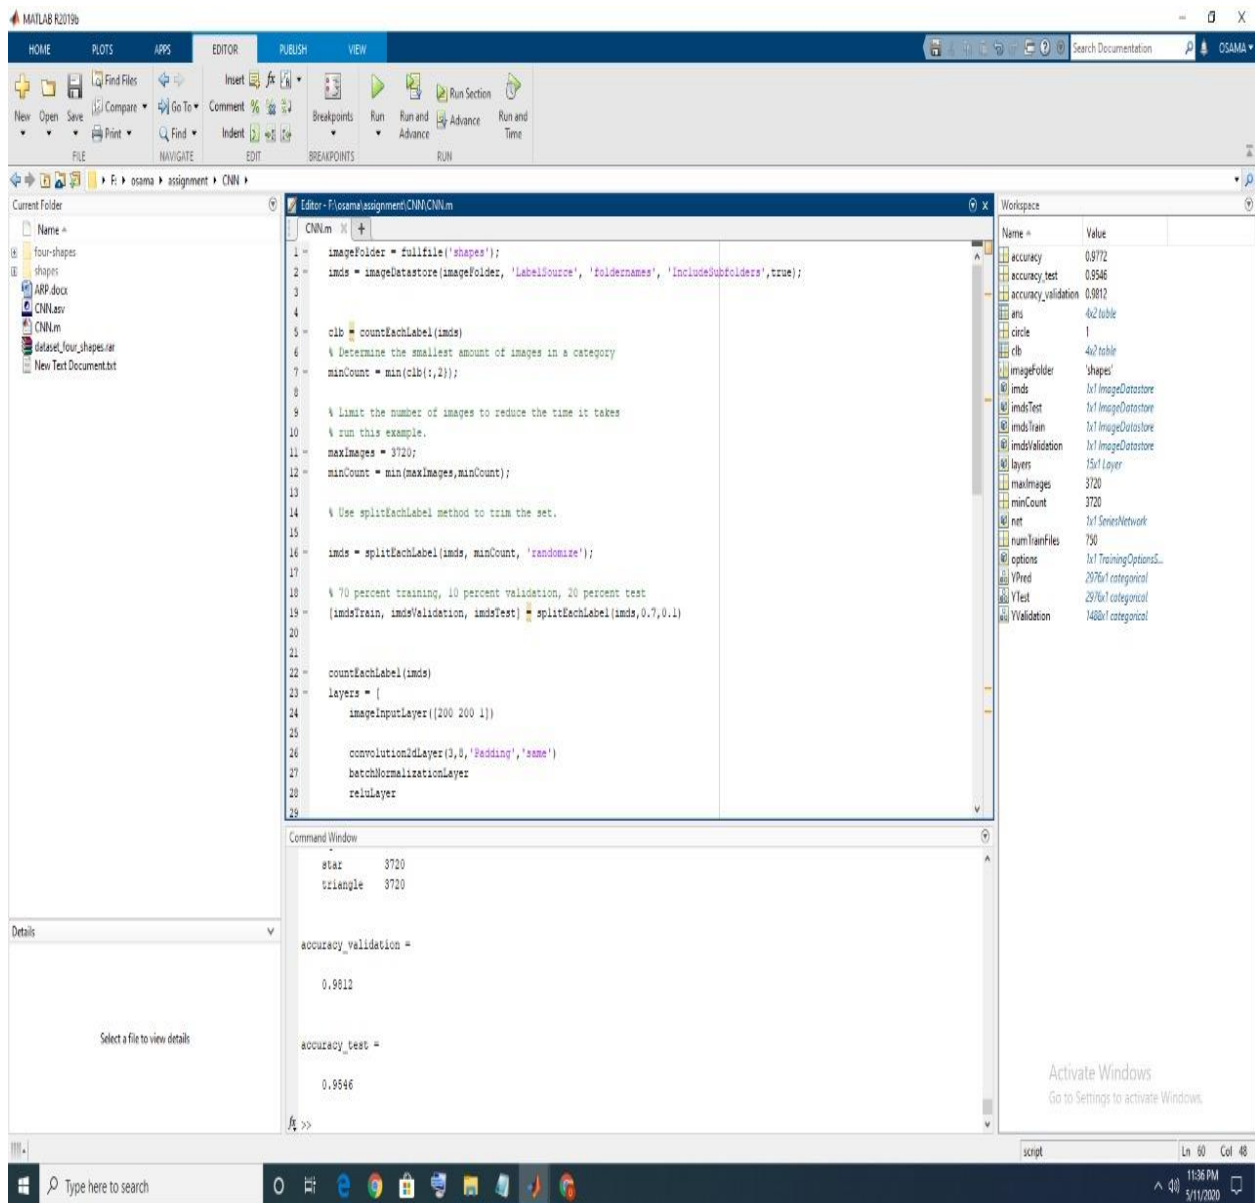 MATLAB R2019b
HOME PLOTS APPS EDITOR PUBLISH VIEW
Search Documentation OSAMA
New Open Save Find Files Compare Print
Go To Find
Insert fx
Comment %
Indent
Breakpoints
Run Run and Advance Run Section Advance Run and Time
FILE NAVIGATE EDIT BREAKPOINTS RUN
F: osama assignment CNN
Current Folder
Name
four-shapes
shapes
ARP.docx
CNN.asv
CNN.m
dataset_four_shapes.rar
New Text Document.txt
Details
Select a file to view details
Editor - F:\osama\assignment\CNN\CNN.m
CNN.m +
1 imageFolder = fullfile('shapes');
2 imds = imageDatastore(imageFolder, 'LabelSource', 'foldernames', 'IncludeSubfolders',true);
3
4
5 clb = countEachLabel(imds)
6 % Determine the smallest amount of images in a category
7 minCount = min(clb{:,2});
8
9 % Limit the number of images to reduce the time it takes
10 % run this example.
11 maxImages = 3720;
12 minCount = min(maxImages,minCount);
13
14 % Use splitEachLabel method to trim the set.
15
16 imds = splitEachLabel(imds, minCount, 'randomize');
17
18 % 70 percent training, 10 percent validation, 20 percent test
19 [imdsTrain, imdsValidation, imdsTest] = splitEachLabel(imds,0.7,0.1)
20
21
22 countEachLabel(imds)
23 layers = [
24 imageInputLayer([200 200 1])
25
26 convolution2dLayer(3,8,'Padding','same')
27 batchNormalizationLayer
28 reluLayer
29
Command Window
star 3720
triangle 3720
accuracy_validation =
0.9812
accuracy_test =
0.9546
fx >>
Workspace
Name Value
accuracy 0.9772
accuracy_test 0.9546
accuracy_validation 0.9812
ans 4x2 table
circle 1
clb 4x2 table
imageFolder 'shapes'
imds 1x1 ImageDatastore
imdsTest 1x1 ImageDatastore
imdsTrain 1x1 ImageDatastore
imdsValidation 1x1 ImageDatastore
layers 15x1 Layer
maxImages 3720
minCount 3720
net 1x1 SeriesNetwork
numTrainFiles 750
options 1x1 TrainingOptionsS...
YPred 2976x1 categorical
YTest 2976x1 categorical
YValidation 1488x1 categorical
Activate Windows
Go to Settings to activate Windows.
script Ln 60 Col 48
Type here to search
11:36 PM
5/11/2020